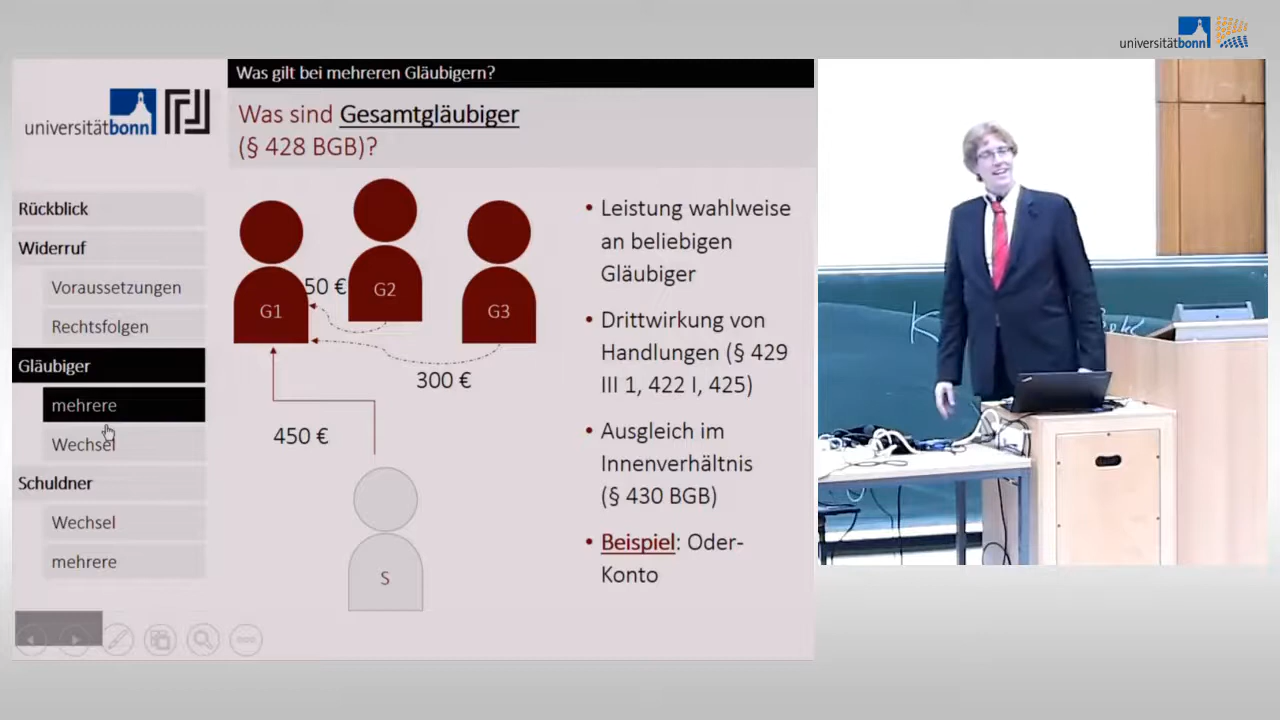 universitätbonn
Was gilt bei mehreren Gläubigern?
universitätbonn
Was sind Gesamtgläubiger
(§ 428 BGB)?
Rückblick
Widerruf
Voraussetzungen
Rechtsfolgen
Gläubiger
mehrere
Wechsel
Schuldner
Wechsel
mehrere
G1
50 €
G2
G3
300 €
450 €
S
• Leistung wahlweise
an beliebigen
Gläubiger
• Drittwirkung von
Handlungen (§ 429
III 1, 422 I, 425)
• Ausgleich im
Innenverhältnis
(§ 430 BGB)
• Beispiel: Oder-
Konto